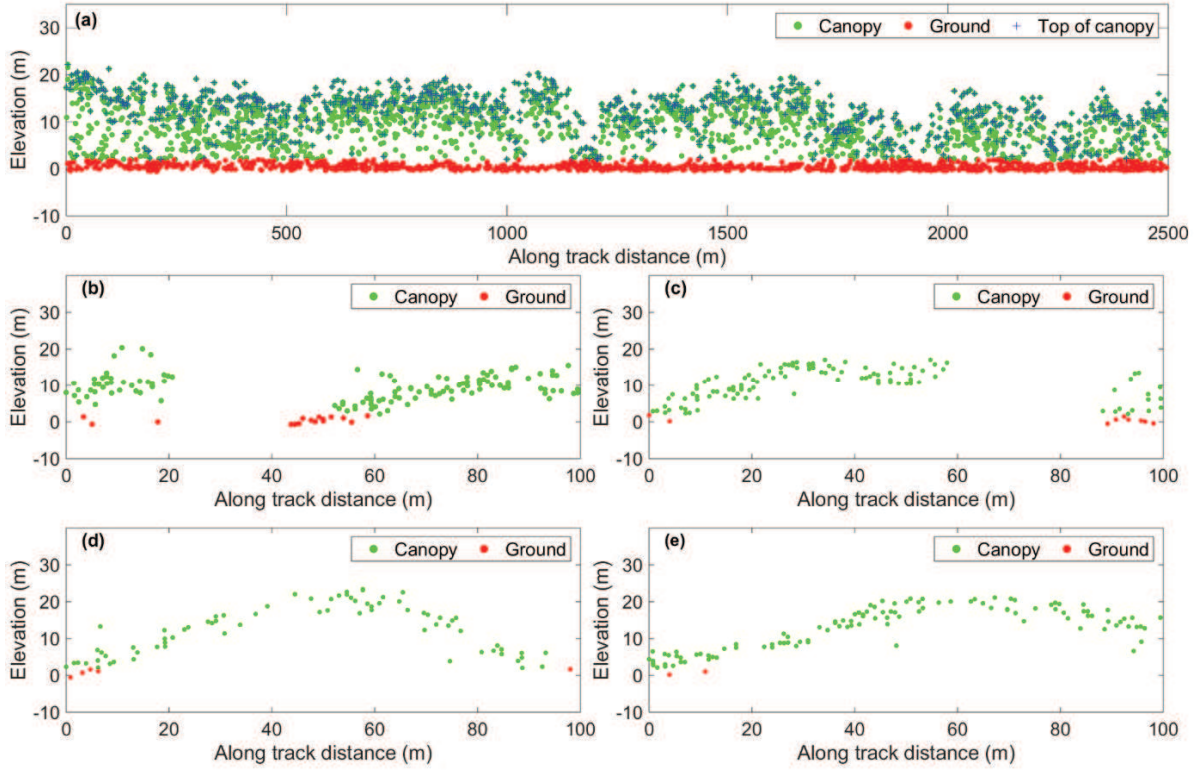 (a)
Canopy Ground Top of canopy
Elevation (m)
30
20
10
0
-10
0 500 1000 1500 2000 2500
Along track distance (m)
(b)
Canopy Ground
Elevation (m)
30
20
10
0
-10
0 20 40 60 80 100
Along track distance (m)
(c)
Canopy Ground
Elevation (m)
30
20
10
0
-10
0 20 40 60 80 100
Along track distance (m)
(d)
Canopy Ground
Elevation (m)
30
20
10
0
-10
0 20 40 60 80 100
Along track distance (m)
(e)
Canopy Ground
Elevation (m)
30
20
10
0
-10
0 20 40 60 80 100
Along track distance (m)